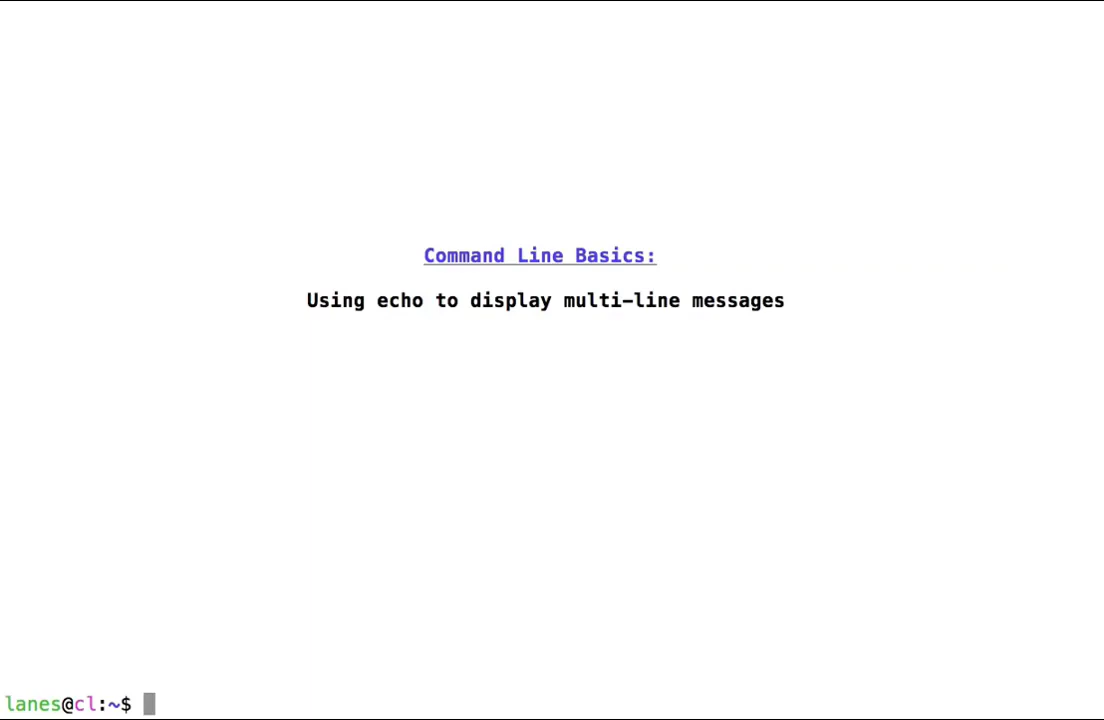 Command Line Basics:
Using echo to display multi-line messages
lanes@cl:~$